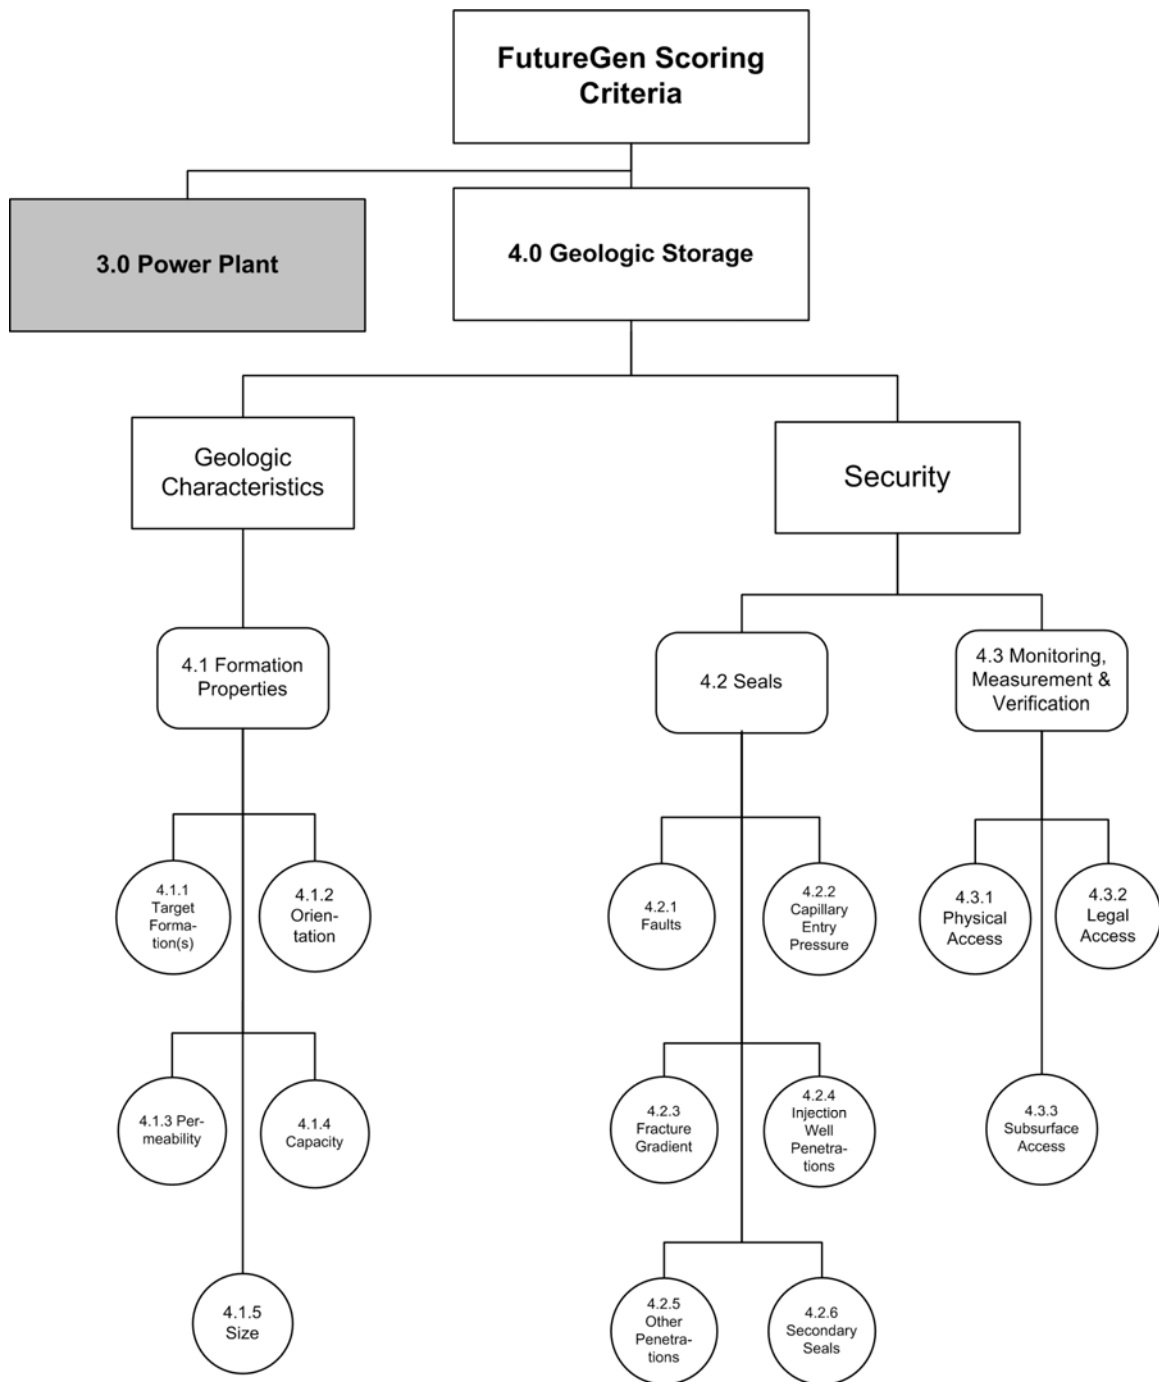 FutureGen Scoring
Criteria
3.0 Power Plant
4.0 Geologic Storage
Geologic
Characteristics
Security
4.1 Formation
Properties
4.2 Seals
4.3 Monitoring,
Measurement &
Verification
4.1.1
Target
Forma-
tion(s)
4.1.2
Orien-
tation
4.2.1
Faults
4.2.2
Capillary
Entry
Pressure
4.3.1
Physical
Access
4.3.2
Legal
Access
4.1.3 Per-
meability
4.1.4
Capacity
4.2.3
Fracture
Gradient
4.2.4
Injection
Well
Penetra-
tions
4.3.3
Subsurface
Access
4.1.5
Size
4.2.5
Other
Penetra-
tions
4.2.6
Secondary
Seals